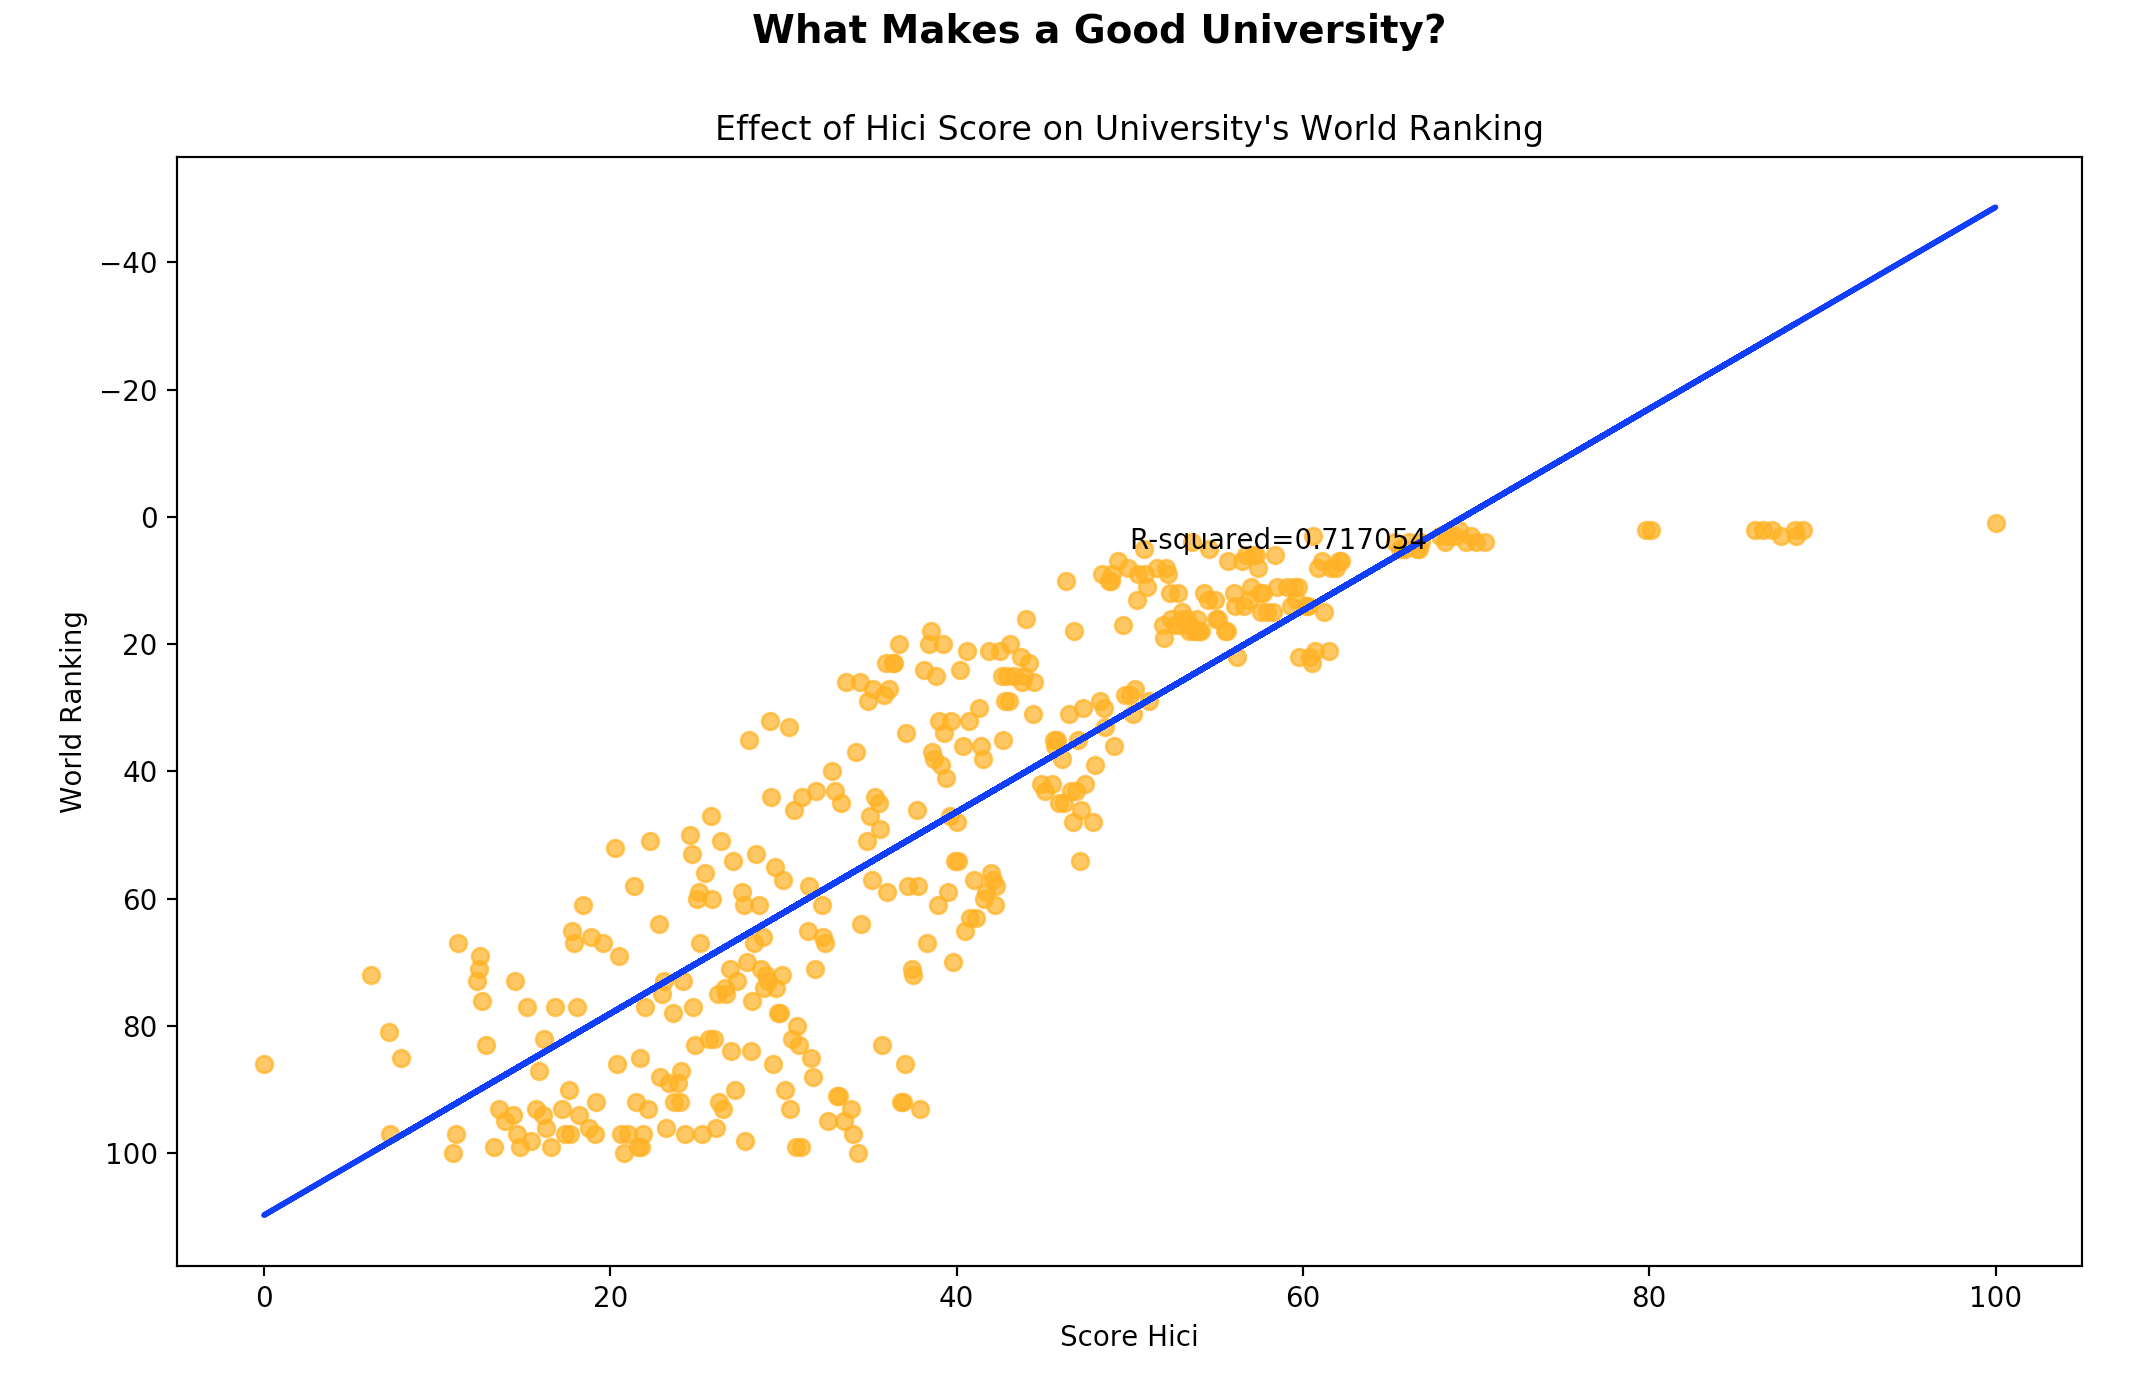 What Makes a Good University?
Effect of Hici Score on University's World Ranking
−40
−20
0
20
40
60
80
100
World Ranking
R-squared=0.717054
0
20
40
60
80
100
Score Hici